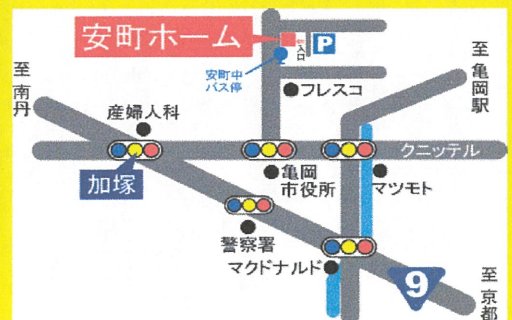 安町ホーム
入口
P
安町中
バス停
至亀岡駅
至南丹
フレスコ
産婦人科
クニッテル
加塚
亀岡
市役所
マツモト
警察署
マクドナルド
9
至京都